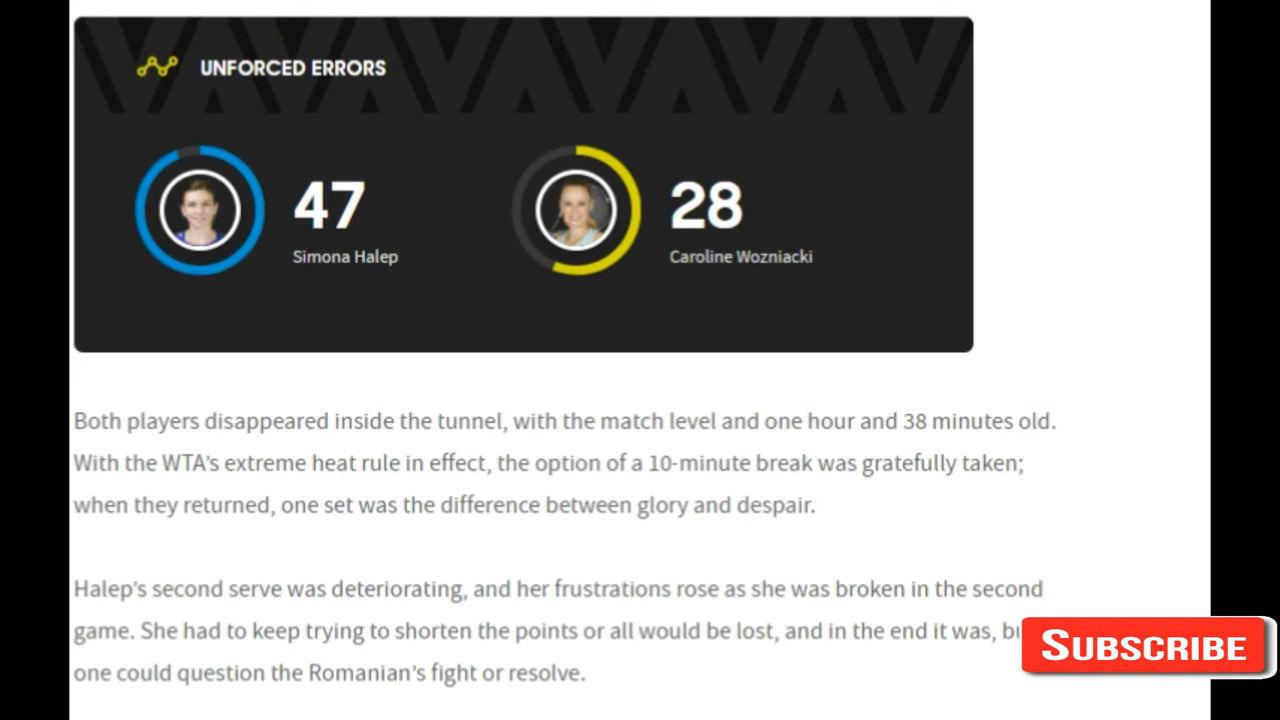 UNFORCED ERRORS
47
Simona Halep
28
Caroline Wozniacki
Both players disappeared inside the tunnel, with the match level and one hour and 38 minutes old.
With the WTA’s extreme heat rule in effect, the option of a 10-minute break was gratefully taken;
when they returned, one set was the difference between glory and despair.
Halep’s second serve was deteriorating, and her frustrations rose as she was broken in the second
game. She had to keep trying to shorten the points or all would be lost, and in the end it was,
one could question the Romanian’s fight or resolve.
SUBSCRIBE